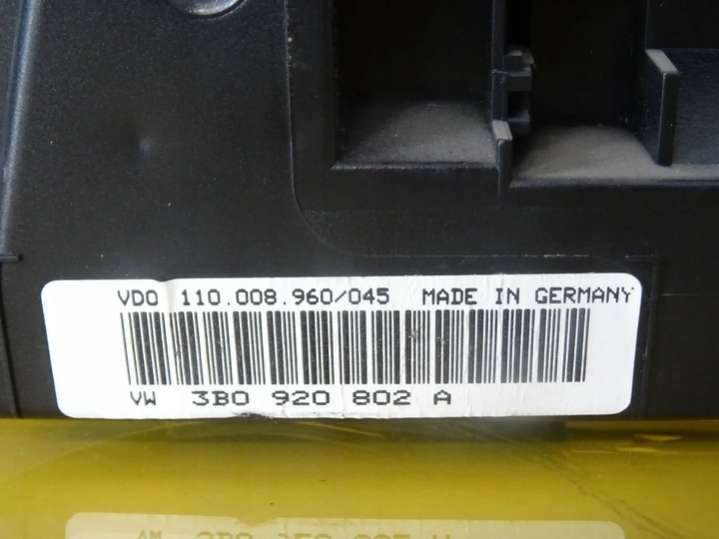 VDO 110.008.960/045 MADE IN GERMANY
VW 3B0 920 802 A